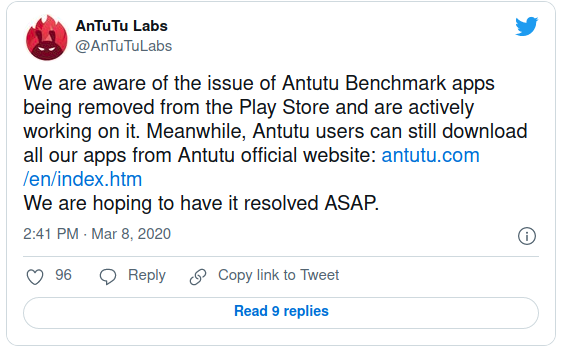 AnTuTu Labs
@AnTuTuLabs
We are aware of the issue of Antutu Benchmark apps
being removed from the Play Store and are actively
working on it. Meanwhile, Antutu users can still download
all our apps from Antutu official website: antutu.com
/en/index.htm
We are hoping to have it resolved ASAP.
2:41 PM · Mar 8, 2020
96 Reply Copy link to Tweet
Read 9 replies